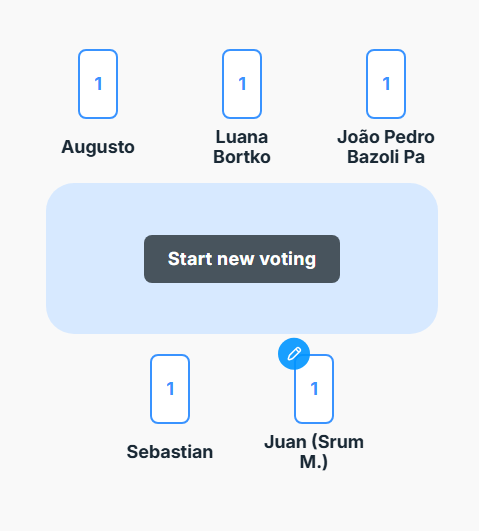 1
1
1
Augusto
Luana
Bortko
João Pedro
Bazoli Pa
Start new voting
1
1
Sebastian
Juan (Srum
M.)